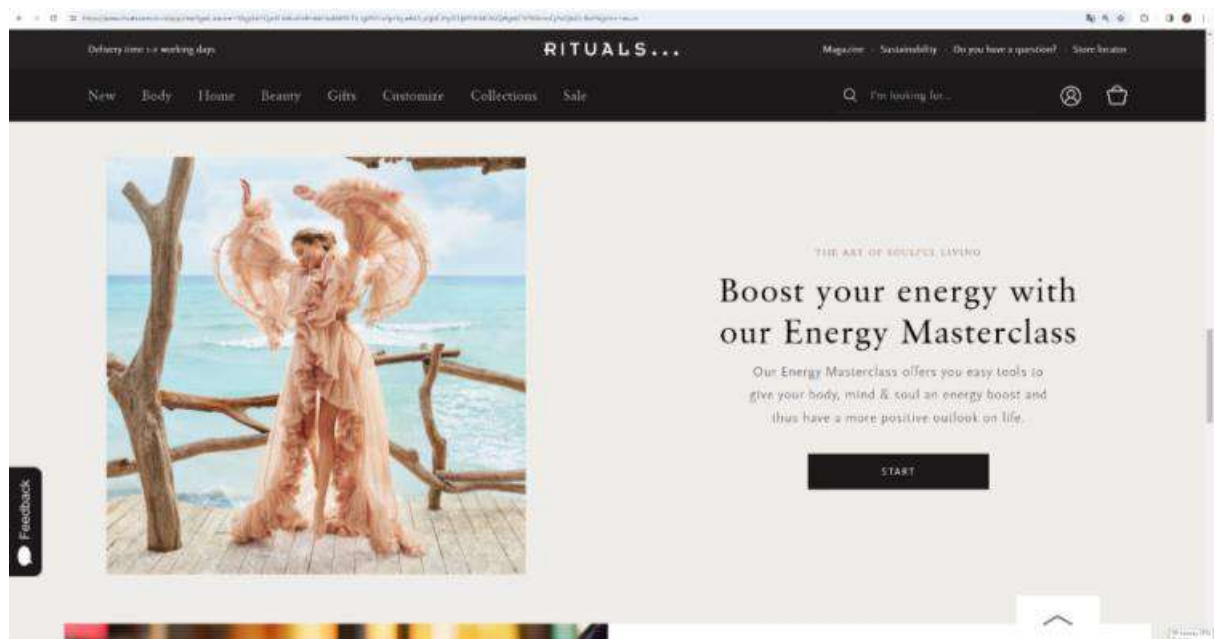 Delivery time 1-2 working days
RITUALS...
Magazine
Sustainability
Do you have a question?
Store locator
New
Body
Home
Beauty
Gifts
Customize
Collections
Sale
I'm looking for...
THE ART OF SOULFUL LIVING
Boost your energy with
our Energy Masterclass
Our Energy Masterclass offers you easy tools to
give your body, mind & soul an energy boost and
thus have a more positive outlook on life.
START
Feedback